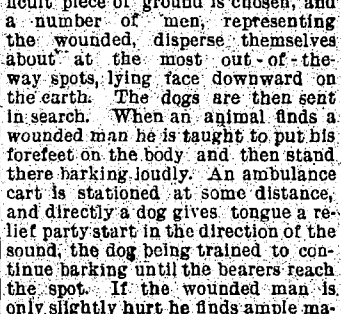 ficult piece of ground is chosen, and
a number of men, representing
the wounded, disperse themselves
about at the most out-of-the-
way spots, lying face downward on
the earth. The dogs are then sent
in search. When an animal finds a
wounded man he is taught to put his
forefeet on the body and then stand
there barking loudly. An ambulance
cart is stationed at some distance,
and directly a dog gives tongue a re-
lief party start in the direction of the
sound, the dog being trained to con-
tinue barking until the bearers reach
the spot. If the wounded man is
only slightly hurt he finds ample ma-